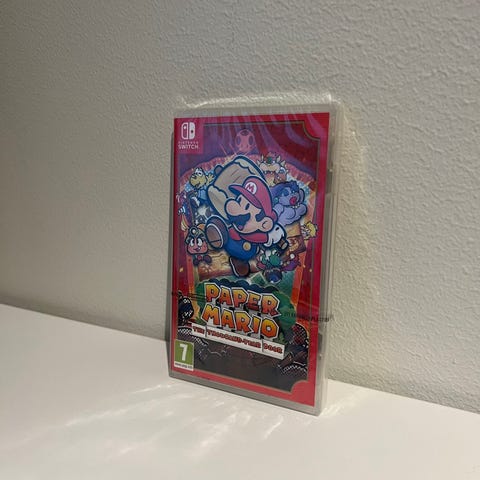 NINTENDO
SWITCH
PAPER
MARIO
THE THOUSAND-YEAR DOOR
7